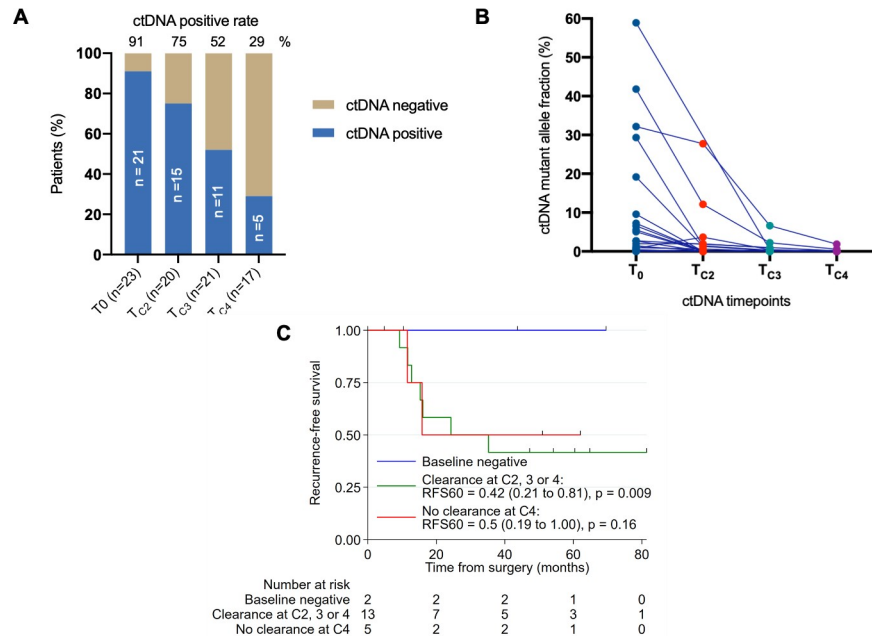 A
ctDNA positive rate
91 75 52 29 %
100
80
60
40
20
0
Patients (%)
n = 21
n =15
n =11
n =5
T0 (n=23)
TC2 (n=20)
TC3 (n=21)
TC4 (n=17)
ctDNA negative
ctDNA positive
B
60
50
40
30
20
10
0
ctDNA mutant allele fraction (%)
T0 TC2 TC3 TC4
ctDNA timepoints
C
1.00
0.75
0.50
0.25
0.00
Recurrence-free survival
Baseline negative
Clearance at C2, 3 or 4:
RFS60 = 0.42 (0.21 to 0.81), p = 0.009
No clearance at C4:
RFS60 = 0.5 (0.19 to 1.00), p = 0.16
0 20 40 60 80
Time from surgery (months)
Number at risk
Baseline negative 2 2 2 1 0
Clearance at C2, 3 or 4 13 7 5 3 1
No clearance at C4 5 2 2 1 0